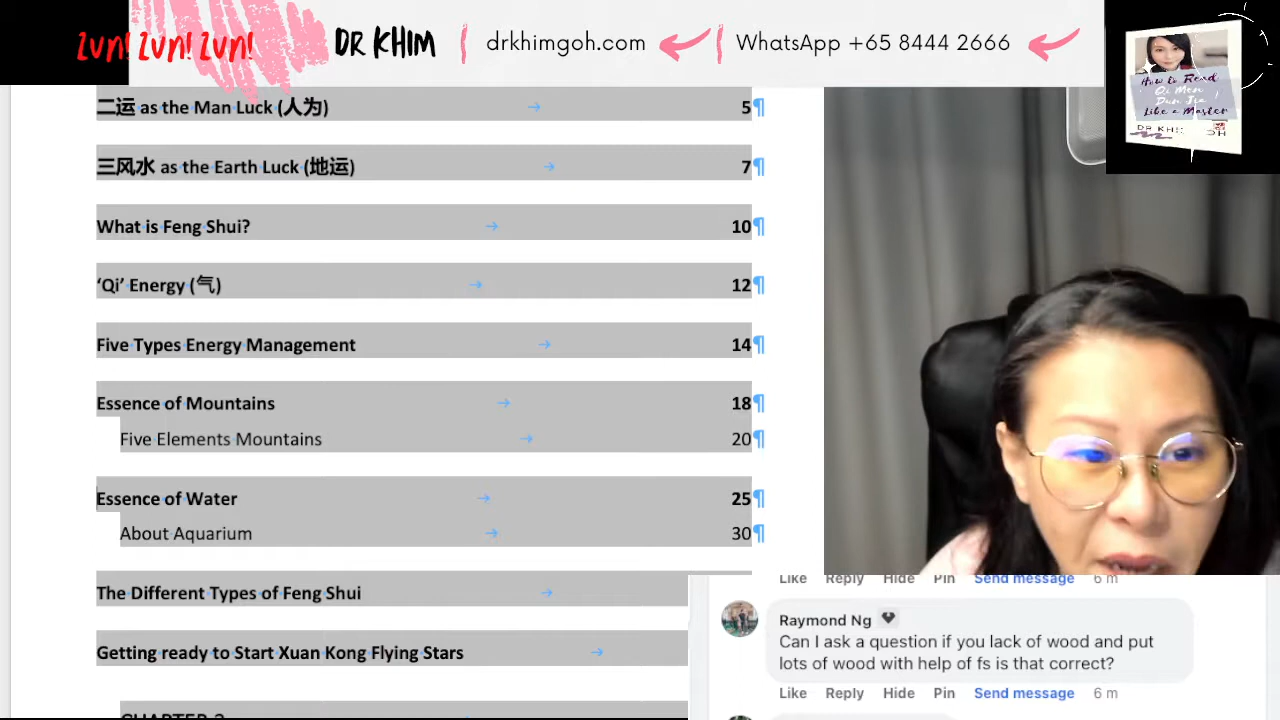 Zun! Zun! Zun!
DR KHIM
drkhimgoh.com
WhatsApp +65 8444 2666
How to Read
Qi Men
Dun Jia
Like a Master
二运 as the Man Luck (人为) → 5¶
三风水 as the Earth Luck (地运) → 7¶
What is Feng Shui? → 10¶
‘Qi’ Energy (气) → 12¶
Five Types Energy Management → 14¶
Essence of Mountains → 18¶
Five Elements Mountains → 20¶
Essence of Water → 25¶
About Aquarium → 30¶
The Different Types of Feng Shui →
Getting ready to Start Xuan Kong Flying Stars →
CHAPTER 2
Like Reply Hide Pin Send message 6 m
Raymond Ng
Can I ask a question if you lack of wood and put
lots of wood with help of fs is that correct?
Like Reply Hide Pin Send message 6 m